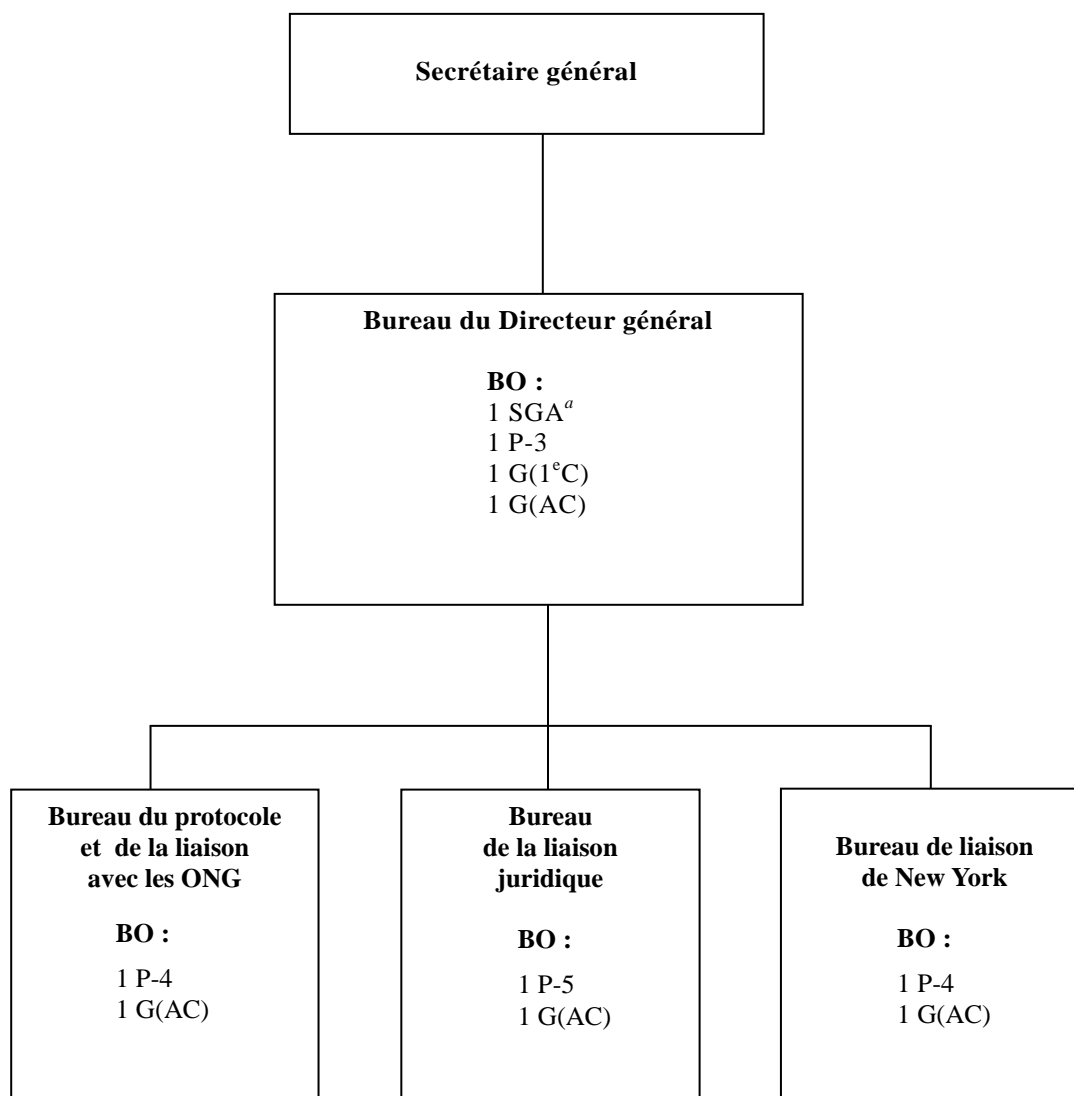 Secrétaire général
Bureau du Directeur général
BO :
1 SGAᵃ
1 P-3
1 G(1ᵉC)
1 G(AC)
Bureau du protocole
et de la liaison
avec les ONG
BO :
1 P-4
1 G(AC)
Bureau
de la liaison
juridique
BO :
1 P-5
1 G(AC)
Bureau de liaison
de New York
BO :
1 P-4
1 G(AC)